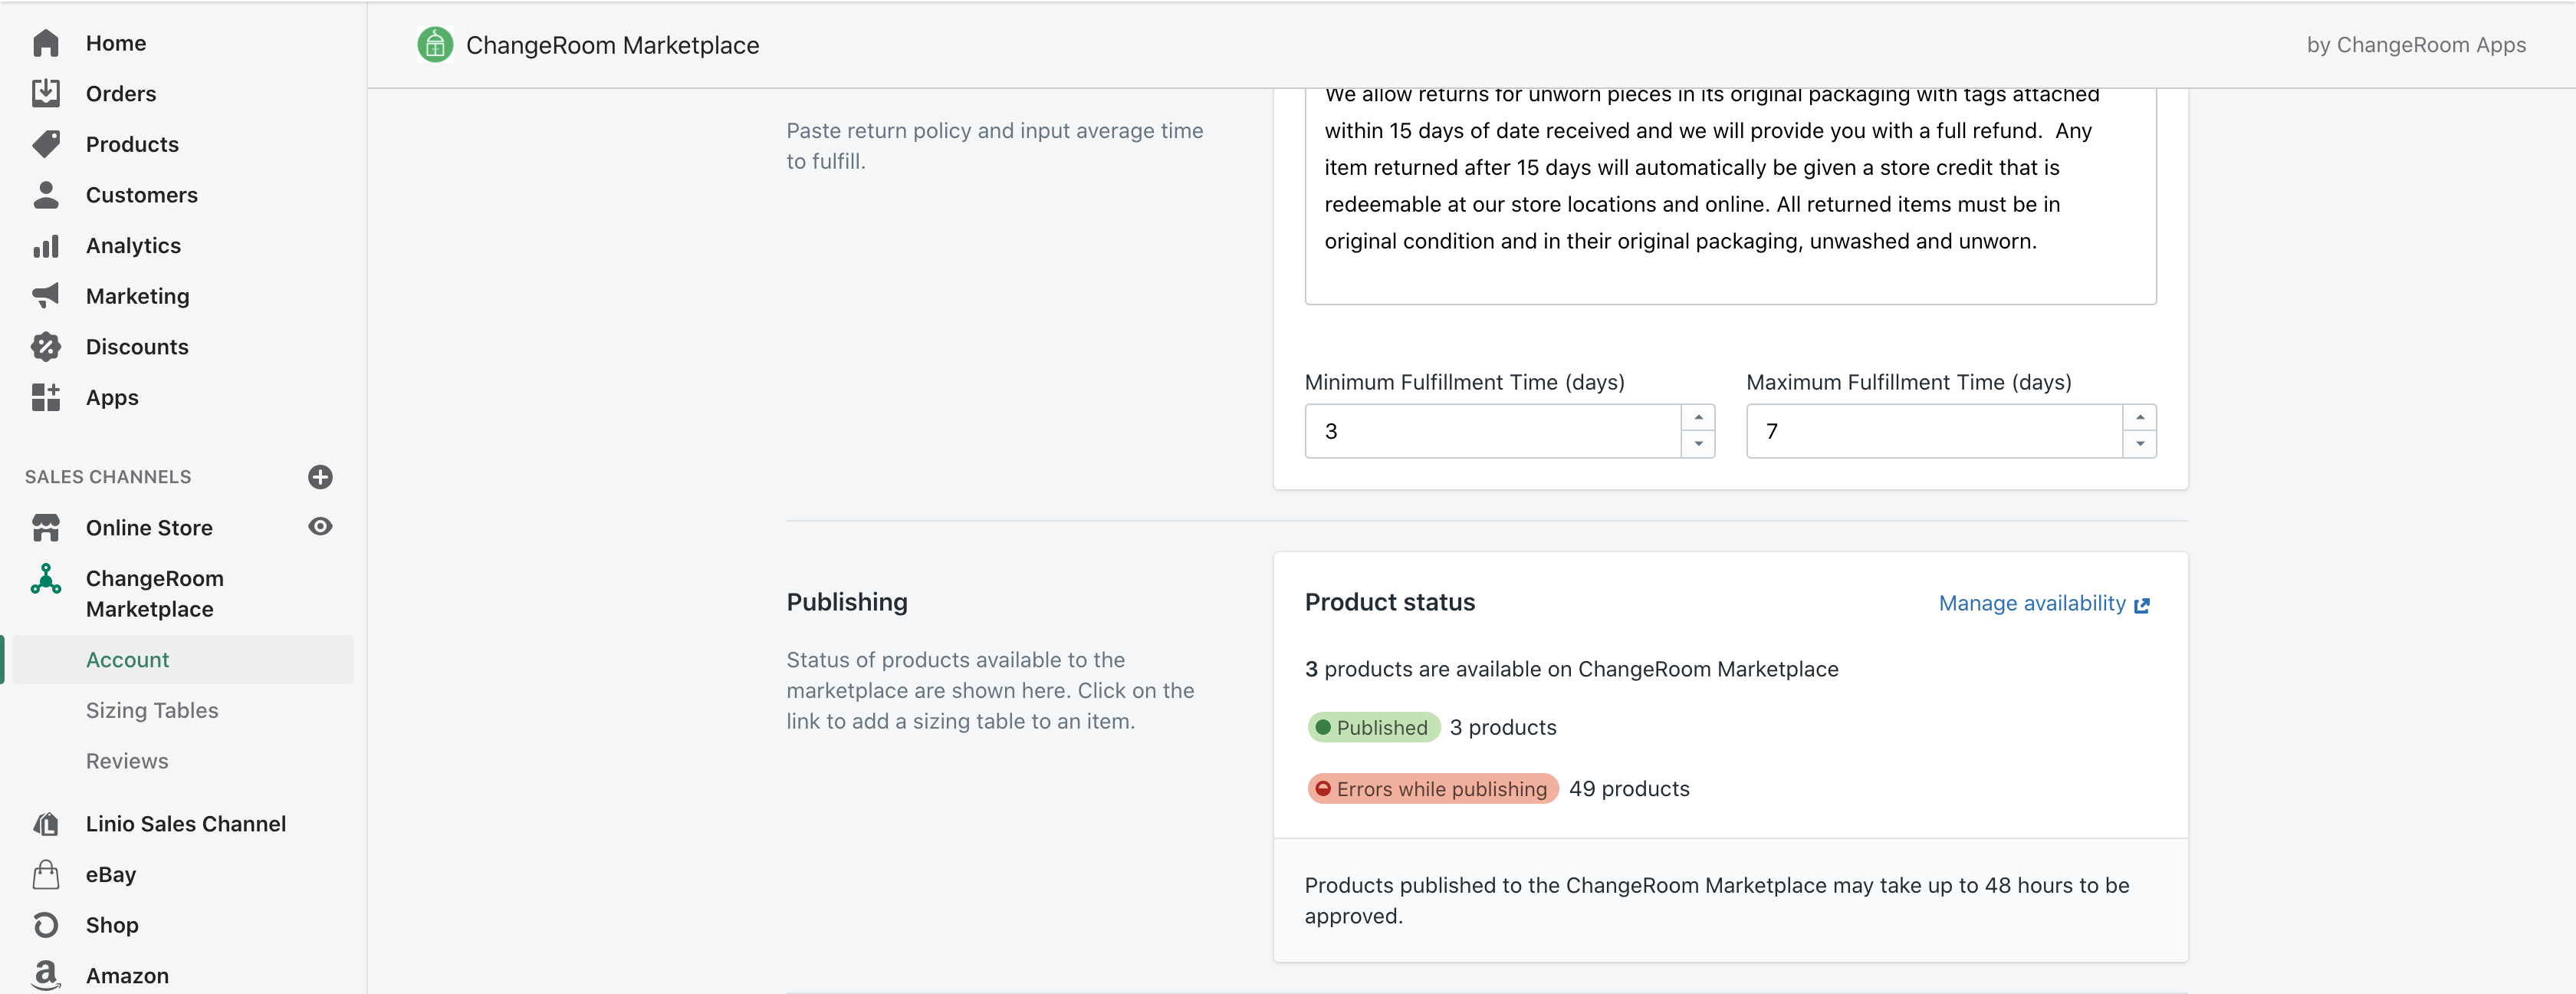 Home
Orders
Products
Customers
Analytics
Marketing
Discounts
Apps
SALES CHANNELS
Online Store
ChangeRoom
Marketplace
Account
Sizing Tables
Reviews
Linio Sales Channel
eBay
Shop
Amazon
ChangeRoom Marketplace
by ChangeRoom Apps
Paste return policy and input average time
to fulfill.
We allow returns for unworn pieces in its original packaging with tags attached
within 15 days of date received and we will provide you with a full refund.  Any
item returned after 15 days will automatically be given a store credit that is
redeemable at our store locations and online. All returned items must be in
original condition and in their original packaging, unwashed and unworn.
Minimum Fulfillment Time (days)
3
Maximum Fulfillment Time (days)
7
Publishing
Status of products available to the
marketplace are shown here. Click on the
link to add a sizing table to an item.
Product status
Manage availability
3 products are available on ChangeRoom Marketplace
Published 3 products
Errors while publishing 49 products
Products published to the ChangeRoom Marketplace may take up to 48 hours to be
approved.